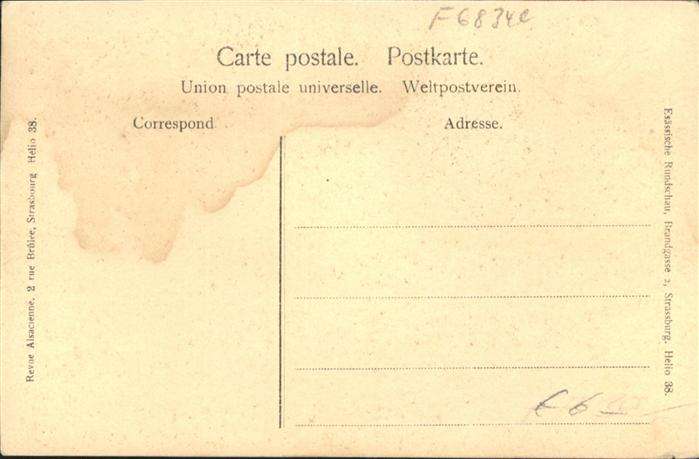 F6834e
Carte postale. Postkarte.
Union postale universelle. Weltpostverein.
Correspond.
Adresse.
Revue Alsacienne, 2 rue Brûlée, Strasbourg Helio 38.
Esässische Rundschau, Brandgasse 2, Strassburg. Helio 38.